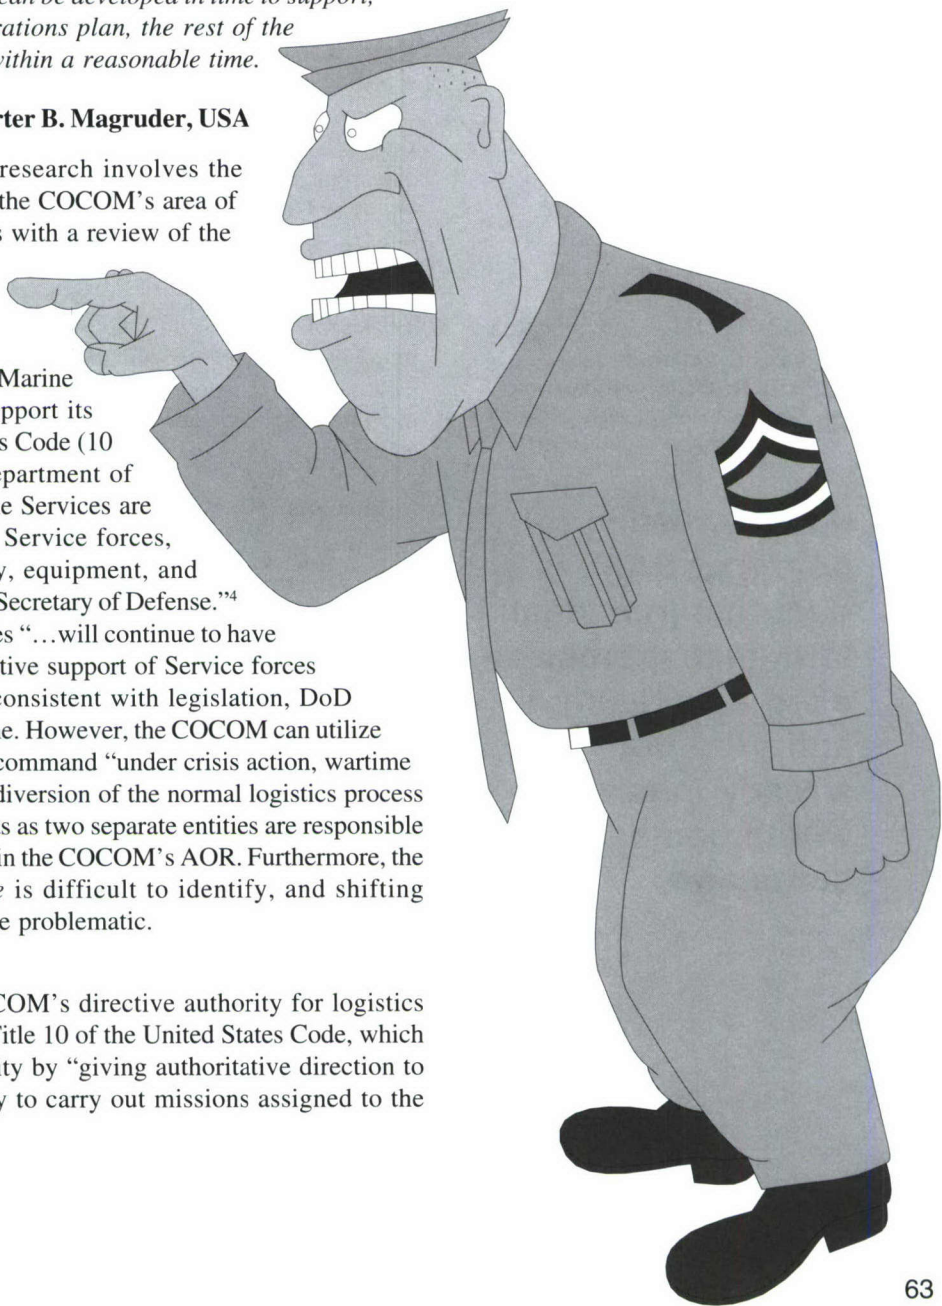 can be developed in time to support,
rations plan, the rest of the
within a reasonable time.
rter B. Magruder, USA
research involves the
the COCOM's area of
s with a review of the
Marine
pport its
s Code (10
epartment of
e Services are
Service forces,
y, equipment, and
Secretary of Defense."4
es "…will continue to have
tive support of Service forces
consistent with legislation, DoD
ne. However, the COCOM can utilize
command "under crisis action, wartime
diversion of the normal logistics process
ns as two separate entities are responsible
in the COCOM's AOR. Furthermore, the
e is difficult to identify, and shifting
e problematic.
COM's directive authority for logistics
Title 10 of the United States Code, which
ity by "giving authoritative direction to
y to carry out missions assigned to the
63